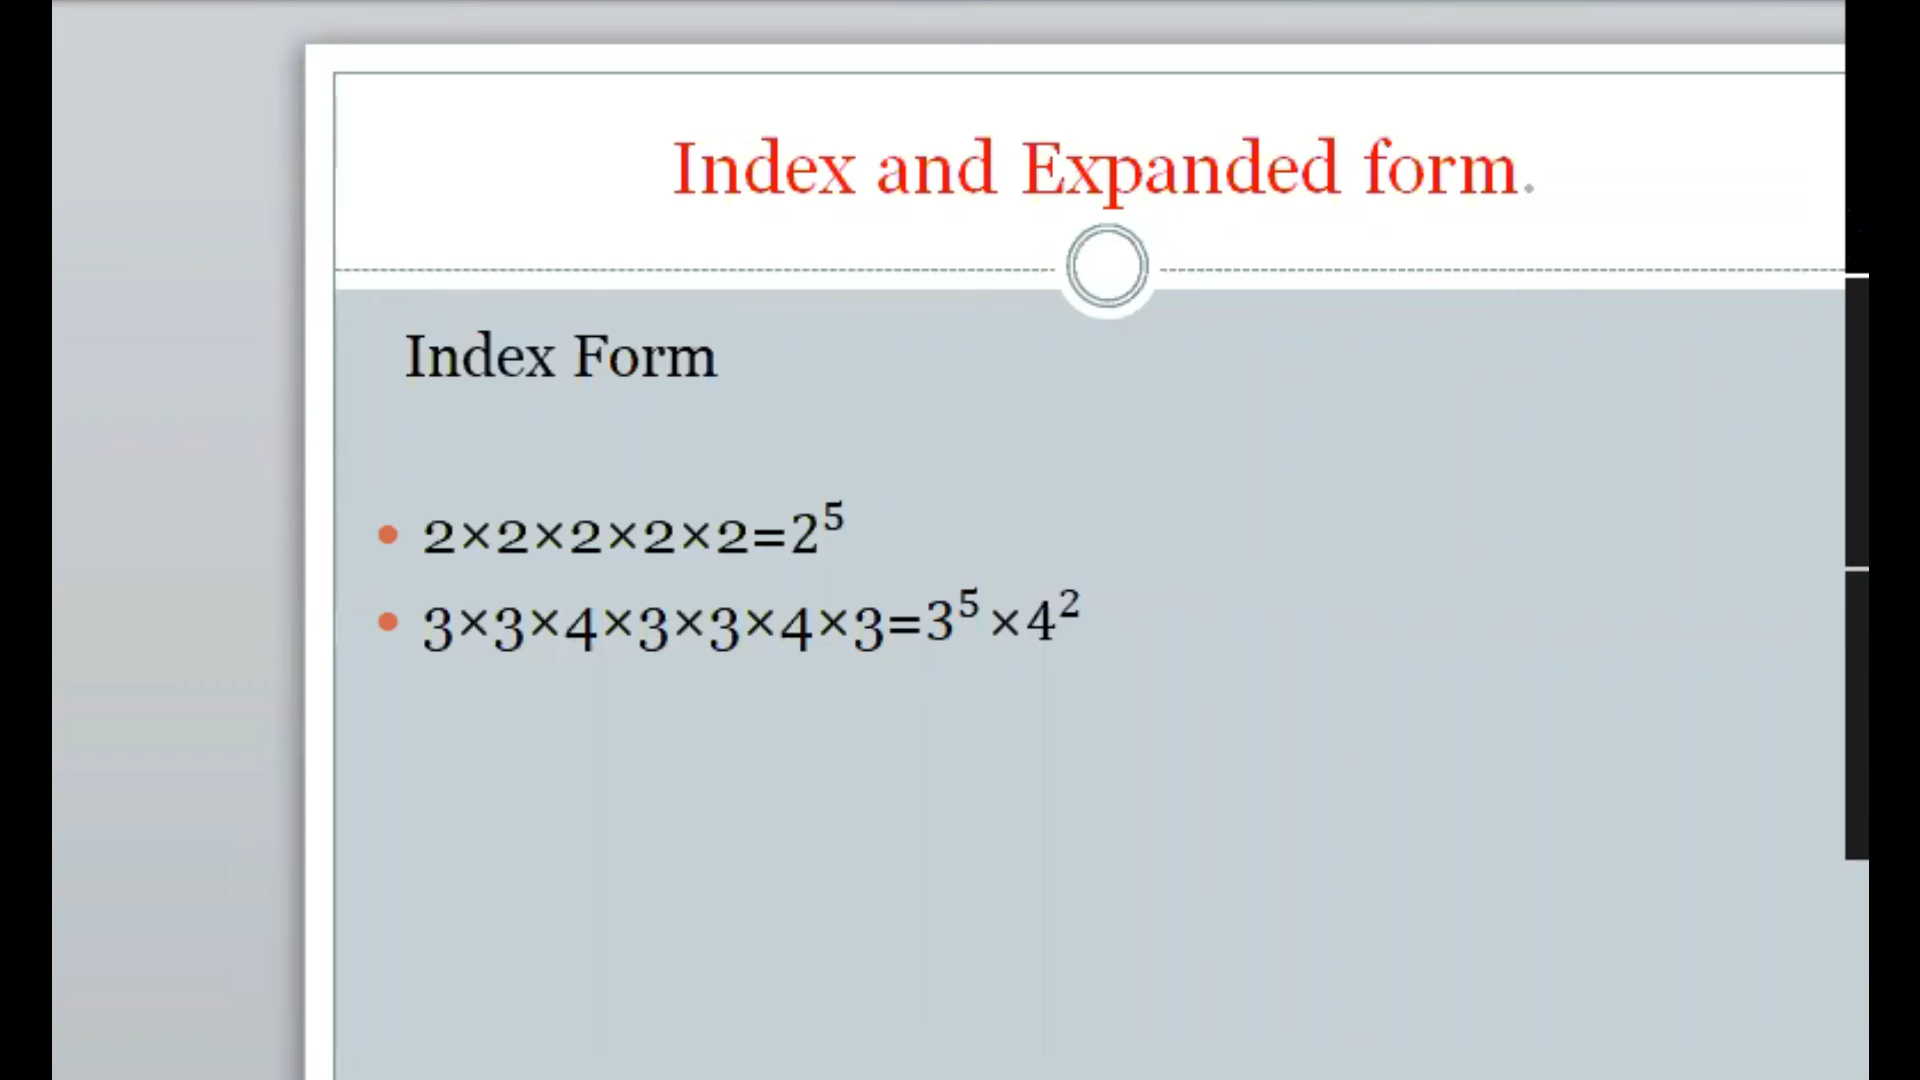 Index and Expanded form.
Index Form
• 2×2×2×2×2=2⁵
• 3×3×4×3×3×4×3=3⁵×4²